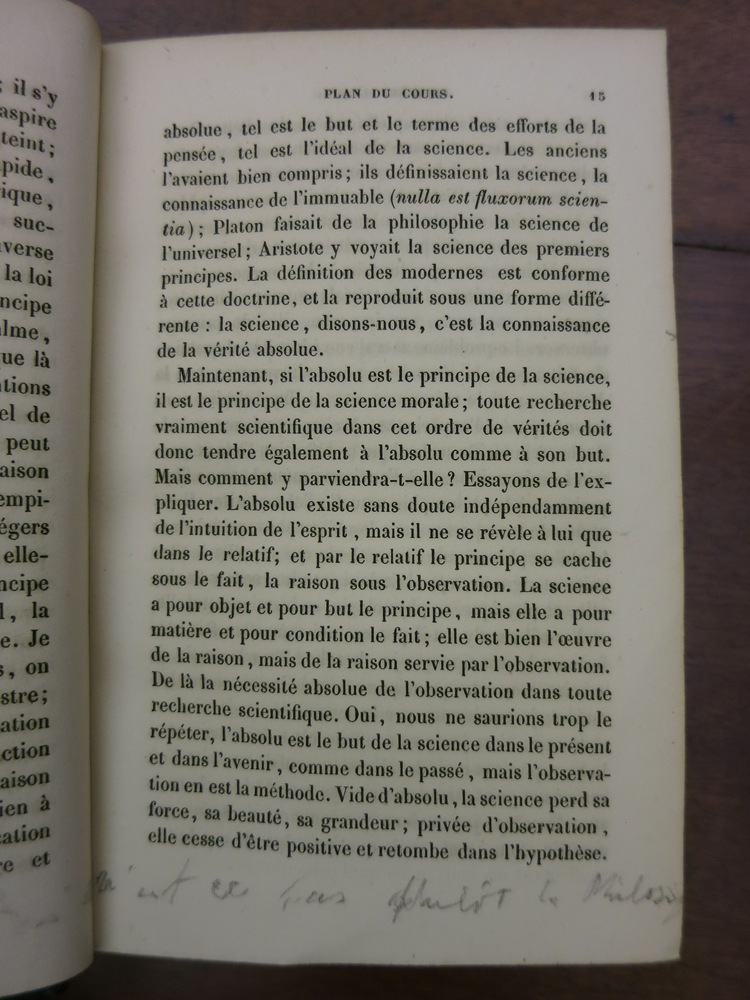 ; il s'y
aspire
teint;
pide,
ique,
suc-
verse
la loi
ncipe
lme,
ue là
tions
el de
peut
aison
empi-
égers
elle-
ncipe
l, la
e. Je
s, on
stre;
ation
ction
aison
ien à
cation
re et
PLAN DU COURS. 15
absolue, tel est le but et le terme des efforts de la
pensée, tel est l'idéal de la science. Les anciens
l'avaient bien compris; ils définissaient la science, la
connaissance de l'immuable (nulla est fluxorum scien-
tia); Platon faisait de la philosophie la science de
l'universel; Aristote y voyait la science des premiers
principes. La définition des modernes est conforme
à cette doctrine, et la reproduit sous une forme diffé-
rente : la science, disons-nous, c'est la connaissance
de la vérité absolue.
Maintenant, si l'absolu est le principe de la science,
il est le principe de la science morale; toute recherche
vraiment scientifique dans cet ordre de vérités doit
donc tendre également à l'absolu comme à son but.
Mais comment y parviendra-t-elle? Essayons de l'ex-
pliquer. L'absolu existe sans doute indépendamment
de l'intuition de l'esprit, mais il ne se révèle à lui que
dans le relatif; et par le relatif le principe se cache
sous le fait, la raison sous l'observation. La science
a pour objet et pour but le principe, mais elle a pour
matière et pour condition le fait; elle est bien l'œuvre
de la raison, mais de la raison servie par l'observation.
De là la nécessité absolue de l'observation dans toute
recherche scientifique. Oui, nous ne saurions trop le
répéter, l'absolu est le but de la science dans le présent
et dans l'avenir, comme dans le passé, mais l'observa-
tion en est la méthode. Vide d'absolu, la science perd sa
force, sa beauté, sa grandeur; privée d'observation,
elle cesse d'être positive et retombe dans l'hypothèse.
ce pas plutôt la